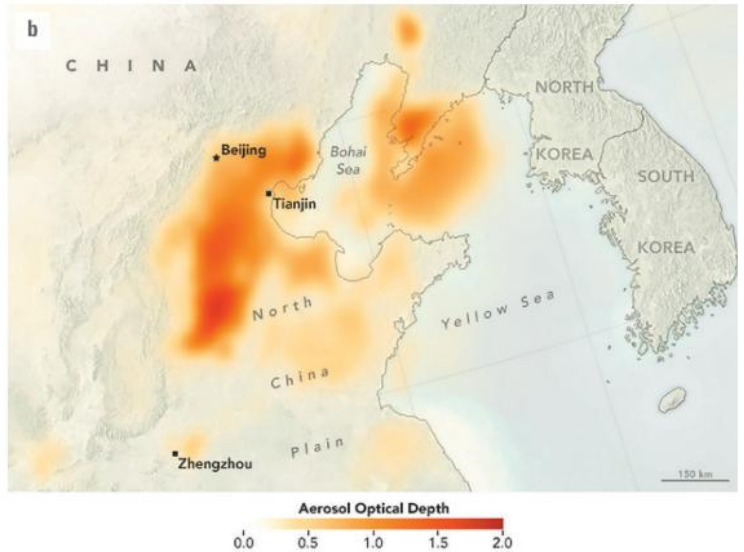 b
C H I N A
NORTH
Beijing
Bohai
Sea
KOREA
SOUTH
Tianjin
KOREA
North
Yellow Sea
China
Plain
Zhengzhou
150 km
Aerosol Optical Depth
0.0 0.5 1.0 1.5 2.0